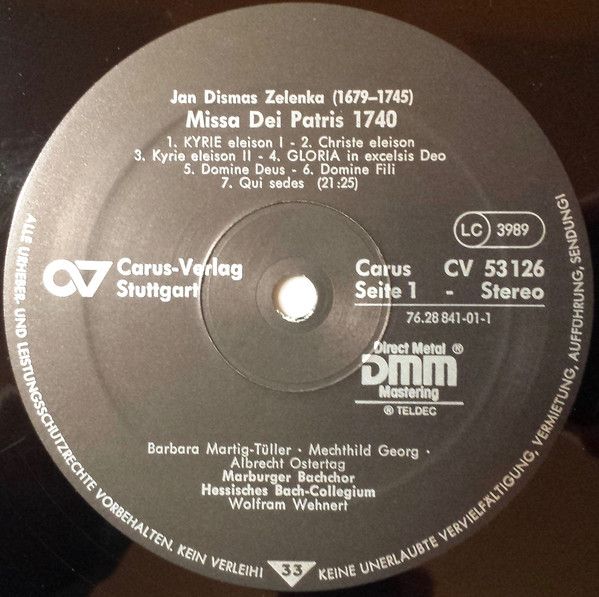 Jan Dismas Zelenka (1679–1745)
Missa Dei Patris 1740
1. KYRIE eleison I - 2. Christe eleison
3. Kyrie eleison II - 4. GLORIA in excelsis Deo
5. Domine Deus - 6. Domine Fili
7. Qui sedes (21:25)
LC 3989
Carus-Verlag
Stuttgart
Carus CV 53126
Seite 1 - Stereo
76.28 841-01-1
Direct Metal ®
DMM
Mastering
® TELDEC
Barbara Martig-Tüller · Mechthild Georg ·
Albrecht Ostertag
Marburger Bachchor
Hessisches Bach-Collegium
Wolfram Wehnert
ALLE URHEBER- UND LEISTUNGSSCHUTZRECHTE VORBEHALTEN. KEIN VERLEIH! KEINE UNERLAUBTE VERVIELFÄLTIGUNG, VERMIETUNG, AUFFÜHRUNG, SENDUNG!
33